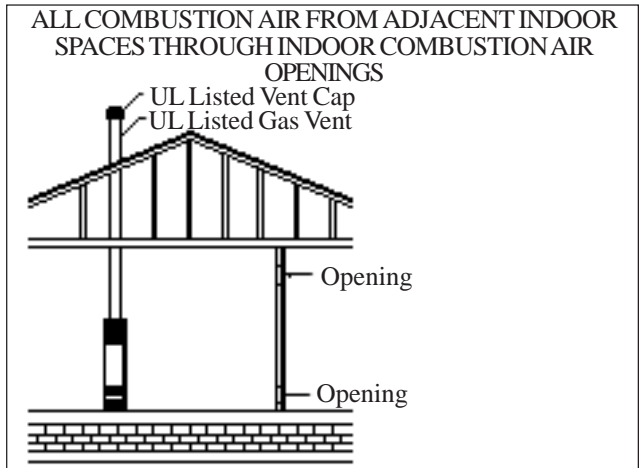 ALL COMBUSTION AIR FROM ADJACENT INDOOR
SPACES THROUGH INDOOR COMBUSTION AIR
OPENINGS
UL Listed Vent Cap
UL Listed Gas Vent
Opening
Opening